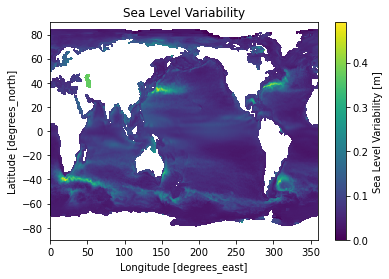 Sea Level Variability
80
60
40
20
0
−20
−40
−60
−80
Latitude [degrees_north]
0 50 100 150 200 250 300 350
Longitude [degrees_east]
0.4
0.3
0.2
0.1
0.0
Sea Level Variability [m]